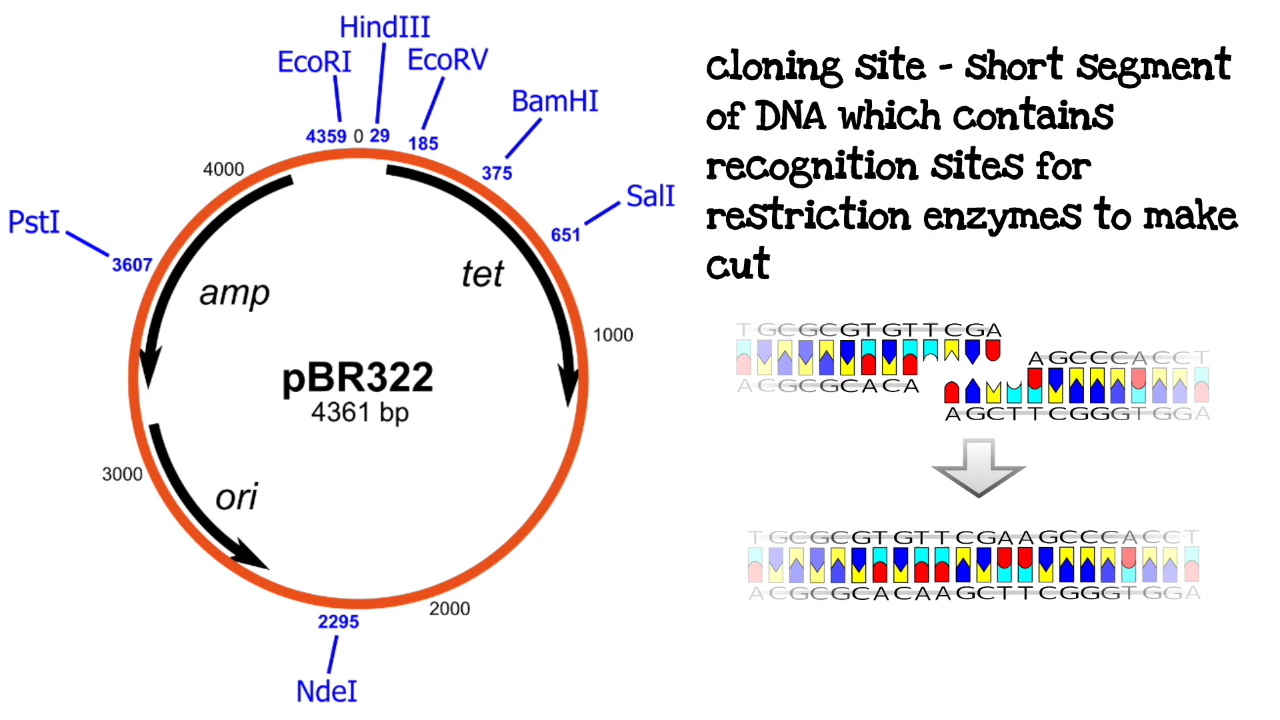 HindIII
EcoRI
EcoRV
BamHI
SalI
PstI
4359 0 29
185
375
651
4000
3607
amp
tet
1000
pBR322
4361 bp
3000
ori
2000
2295
NdeI
cloning site - short segment
of DNA which contains
recognition sites for
restriction enzymes to make
cut
TGCGCGTGTTCGA
ACGCGCACA
AGCCCACCT
AGCTTCGGGTGGA
TGCGCGTGTTCGAAGCCCACCT
ACGCGCACAAGCTTCGGGTGGA